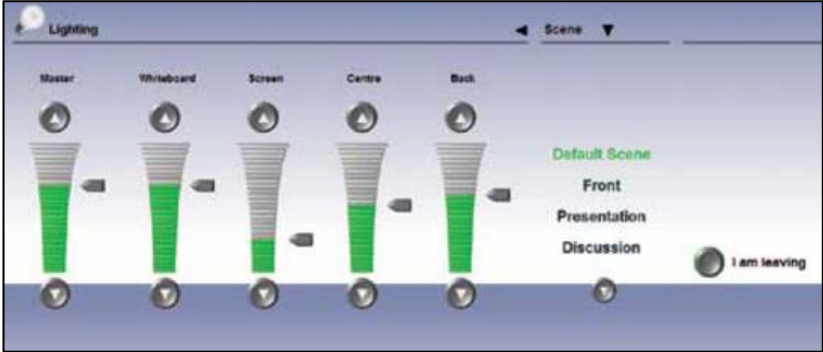 Lighting
Scene
Master
Whiteboard
Screen
Centre
Back
Default Scene
Front
Presentation
Discussion
I am leaving